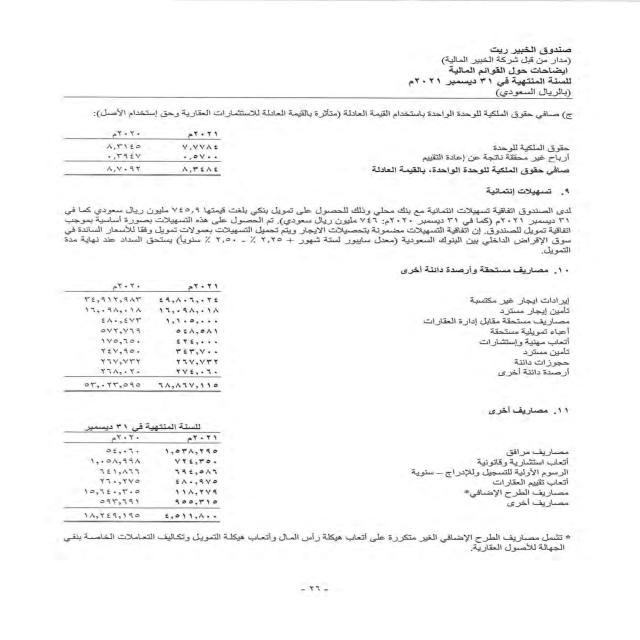 صندوق الخبير ريت
(مدار من قبل شركة الخبير المالية)
ايضاحات حول القوائم المالية
للسنة المنتهية في ٣١ ديسمبر ٢٠٢١م
(بالريال السعودي)
ج) صافي حقوق الملكية للوحدة الواحدة باستخدام القيمة العادلة (متأثرة بالقيمة العادلة للاستثمارات العقارية وحق إستخدام الأصل):
٢٠٢١م ٢٠٢٠م
حقوق الملكية للوحدة ٧,٧٧٨٤ ٨,٣١٤٥
أرباح غير محققة ناتجة عن إعادة التقييم ٠,٥٧٠٠ ٠,٣٩٤٧
صافي حقوق الملكية للوحدة الواحدة، بالقيمة العادلة ٨,٣٤٨٤ ٨,٧٠٩٢
٩. تسهيلات إئتمانية
لدى الصندوق اتفاقية تسهيلات ائتمانية مع بنك محلي وذلك للحصول على تمويل بنكي بلغت قيمتها ٧٤٥,٩ مليون ريال سعودي كما في
٣١ ديسمبر ٢٠٢١م (كما في ٣١ ديسمبر ٢٠٢٠م: ٧٤٦ مليون ريال سعودي). تم الحصول على هذه التسهيلات بصورة أساسية بموجب
اتفاقية تمويل للصندوق. إن اتفاقية التسهيلات مضمونة بتحصيلات الايجار ويتم تحميل التسهيلات بعمولات تمويل وفقا للأسعار السائدة في
سوق الإقراض الداخلي بين البنوك السعودية (معدل سايبور لستة شهور + ٢,٢٥ ٪ - ٢,٥٠ ٪ سنوياً) يستحق السداد عند نهاية مدة
التمويل.
١٠. مصاريف مستحقة وأرصدة دائنة أخرى
٢٠٢١م ٢٠٢٠م
إيرادات ايجار غير مكتسبة ٤٩,٨٠٦,٠٢٤ ٣٤,٩١٢,٩٨٣
تأمين إيجار مسترد ١٦,٠٩٨,٠١٨ ١٦,٠٩٨,٠١٨
مصاريف مستحقة مقابل إدارة العقارات ١,١٠٥,٠٠٠ ٤٨٠,٤٧٣
أعباء تمويلية مستحقة ٥٤٨,٥٨١ ٥٧٢,٧٦٩
أتعاب مهنية وإستشارات ٤٢٤,٠٠٠ ١٧٥,٦٥٠
تأمين مسترد ٣٤٣,٧٠٠ ٢٤٧,٩٥٠
حجوزات دائنة ٢٦٧,٧٣٢ ٢٦٧,٧٣٢
أرصدة دائنة أخرى ٢٧٤,٠٦٠ ٢٦٨,٠٢٠
٦٨,٨٦٧,١١٥ ٥٣,٠٢٣,٥٩٥
١١. مصاريف أخرى
للسنة المنتهية في ٣١ ديسمبر
٢٠٢١م ٢٠٢٠م
مصاريف مرافق ١,٥٣٨,٢٩٥ ٥٤,٠٦٠
أتعاب استشارية وقانونية ٧٢٤,٣٥٠ ١,٠٥٨,٩٩٨
الرسوم الأولية للتسجيل وللإدراج – سنوية ٦٩٤,٥٨٦ ٦٤١,٨٦٦
أتعاب تقييم العقارات ٤٨٠,٩٧٥ ٢٦٠,٢٧٥
مصاريف الطرح الإضافي* ١١٨,٢٧٩ ١٥,٦٤٠,٣٠٥
مصاريف أخرى ٩٥٥,٣١٥ ٥٩٣,٦٩١
٤,٥١١,٨٠٠ ١٨,٢٤٩,١٩٥
* تشمل مصاريف الطرح الإضافي الغير متكررة على أتعاب هيكلة رأس المال وأتعاب هيكلة التمويل وتكاليف التعاملات الخاصة بنفي
الجهالة للأصول العقارية.
- ٢٦ -